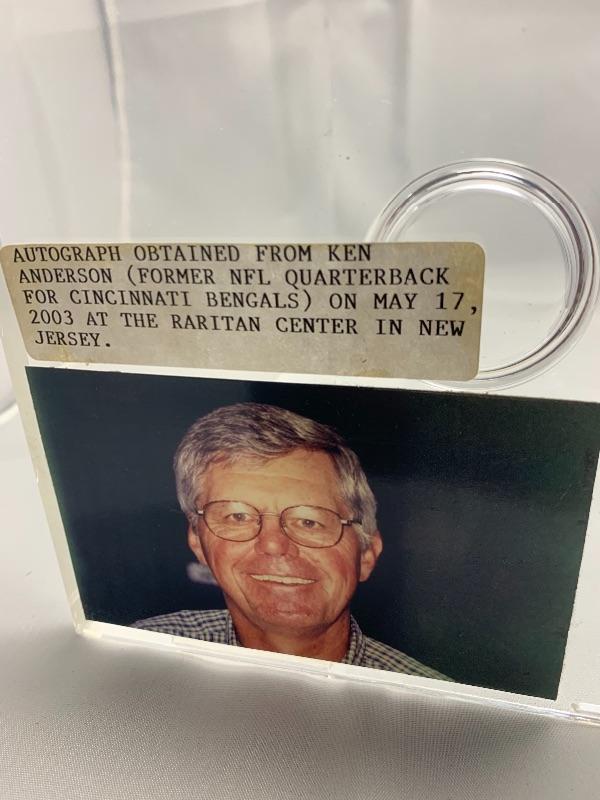 AUTOGRAPH OBTAINED FROM KEN
ANDERSON (FORMER NFL QUARTERBACK
FOR CINCINNATI BENGALS) ON MAY 17,
2003 AT THE RARITAN CENTER IN NEW
JERSEY.